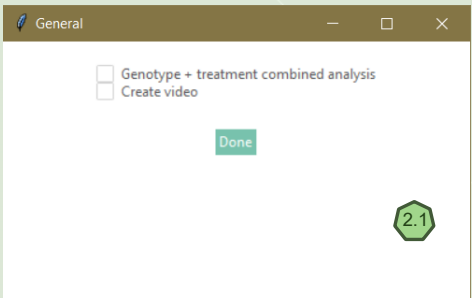 General
Genotype + treatment combined analysis
Create video
Done
2.1